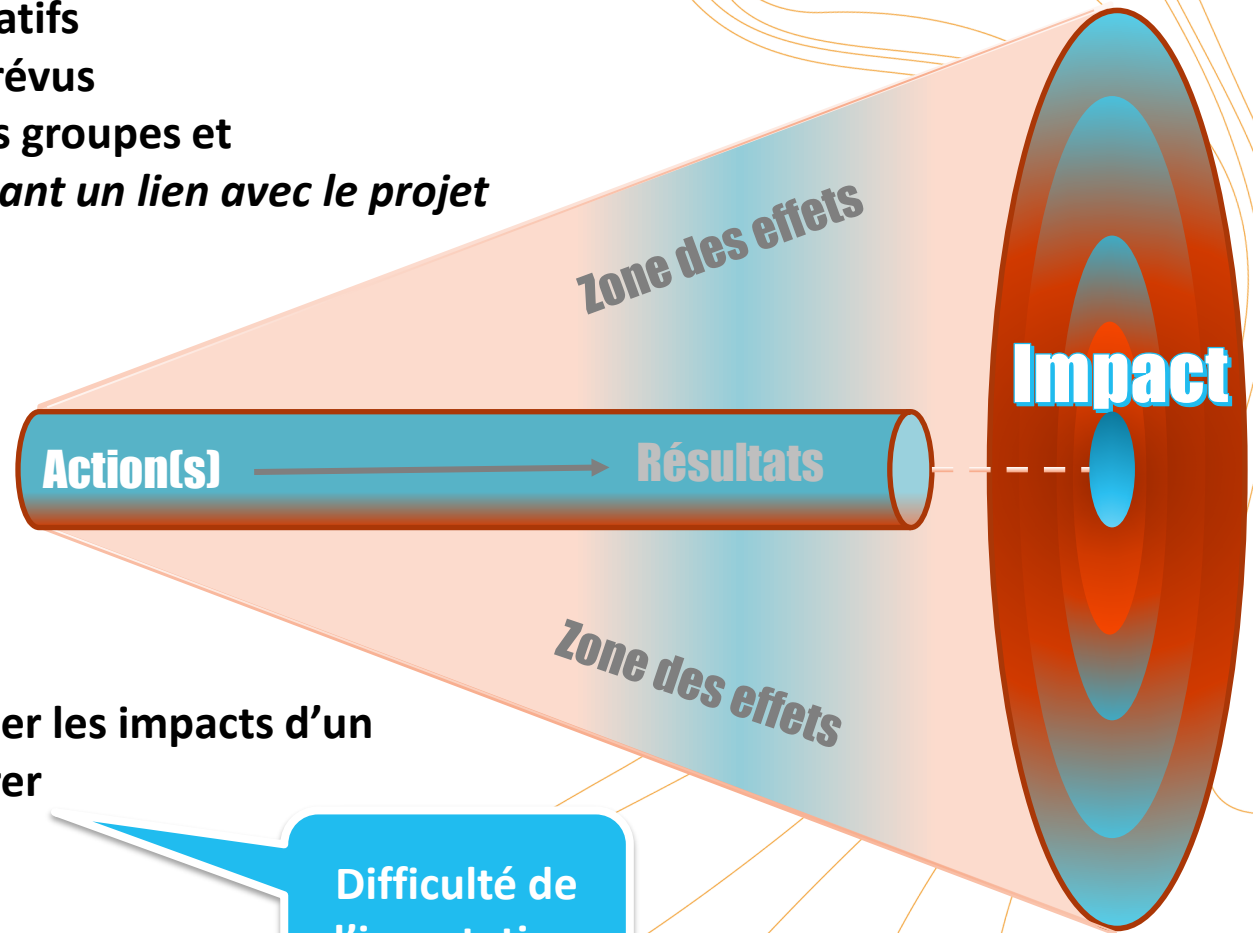 atifs
révus
s groupes et
ant un lien avec le projet
Zone des effets
Impact
Action(s)
Résultats
Zone des effets
er les impacts d’un
rer
Difficulté de